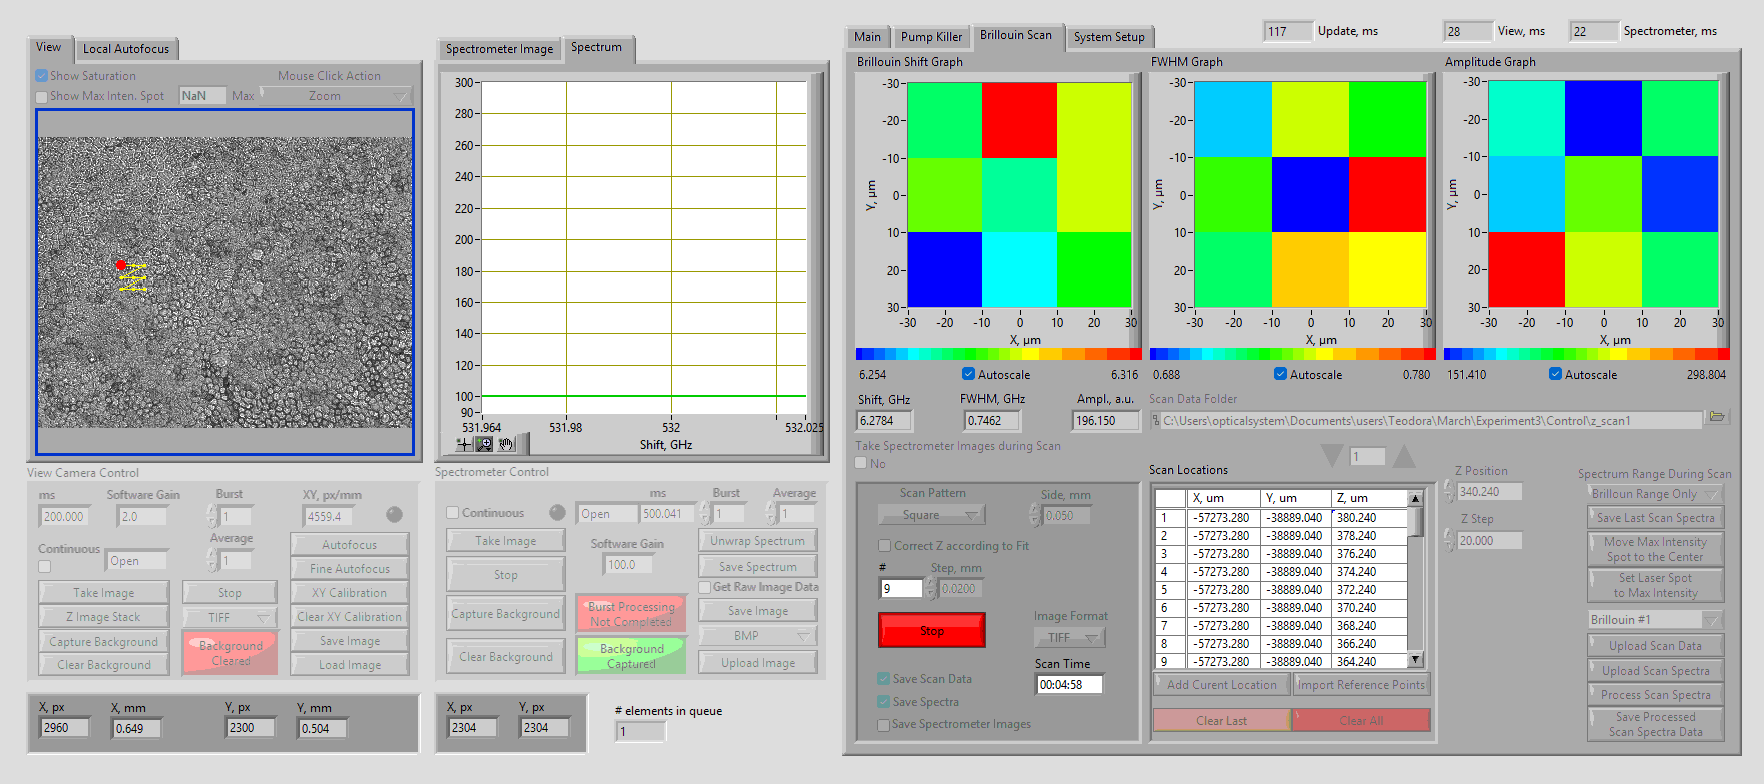 View
Local Autofocus
Show Saturation
Mouse Click Action
Show Max Inten. Spot
NaN
Max
Zoom
View Camera Control
ms
Software Gain
Burst
XY, px/mm
200.000
2.0
1
4559.4
Continuous
Open
Average
1
Autofocus
Fine Autofocus
Take Image
Stop
XY Calibration
Z Image Stack
TIFF
Clear XY Calibration
Capture Background
Background
Cleared
Save Image
Clear Background
Load Image
X, px
X, mm
Y, px
Y, mm
2960
0.649
2300
0.504
Spectrometer Image
Spectrum
300
280
260
240
220
200
180
160
140
120
100
90
531.964
531.98
532
532.025
Shift, GHz
Spectrometer Control
ms
Burst
Average
Continuous
Open
500.041
1
1
Take Image
Software Gain
Unwrap Spectrum
Stop
100.0
Save Spectrum
Get Raw Image Data
Capture Background
Burst Processing
Not Completed
Save Image
BMP
Clear Background
Background
Captured
Upload Image
X, px
Y, px
2304
2304
# elements in queue
1
117
Update, ms
28
View, ms
22
Spectrometer, ms
Main
Pump Killer
Brillouin Scan
System Setup
Brillouin Shift Graph
-30
-20
-10
0
10
20
30
Y, µm
-30
-20
-10
0
10
20
30
X, µm
6.254
Autoscale
6.316
FWHM Graph
-30
-20
-10
0
10
20
30
Y, µm
-30
-20
-10
0
10
20
30
X, µm
0.688
Autoscale
0.780
Amplitude Graph
-30
-20
-10
0
10
20
30
Y, µm
-30
-20
-10
0
10
20
30
X, µm
151.410
Autoscale
298.804
Shift, GHz
FWHM, GHz
Ampl., a.u.
Scan Data Folder
6.2784
0.7462
196.150
C:\Users\opticalsystem\Documents\users\Teodora\March\Experiment3\Control\z_scan1
Take Spectrometer Images during Scan
No
1
Scan Pattern
Side, mm
Square
0.050
Correct Z according to Fit
#
Step, mm
9
0.0200
Stop
Image Format
TIFF
Scan Time
00:04:58
Save Scan Data
Save Spectra
Save Spectrometer Images
Scan Locations
X, um Y, um Z, um
1 -57273.280 -38889.040 380.240
2 -57273.280 -38889.040 378.240
3 -57273.280 -38889.040 376.240
4 -57273.280 -38889.040 374.240
5 -57273.280 -38889.040 372.240
6 -57273.280 -38889.040 370.240
7 -57273.280 -38889.040 368.240
8 -57273.280 -38889.040 366.240
9 -57273.280 -38889.040 364.240
Add Curent Location
Import Reference Points
Clear Last
Clear All
Z Position
340.240
Z Step
20.000
Spectrum Range During Scan
Brilloun Range Only
Save Last Scan Spectra
Move Max Intensity
Spot to the Center
Set Laser Spot
to Max Intensity
Brillouin #1
Upload Scan Data
Upload Scan Spectra
Process Scan Spectra
Save Processed
Scan Spectra Data